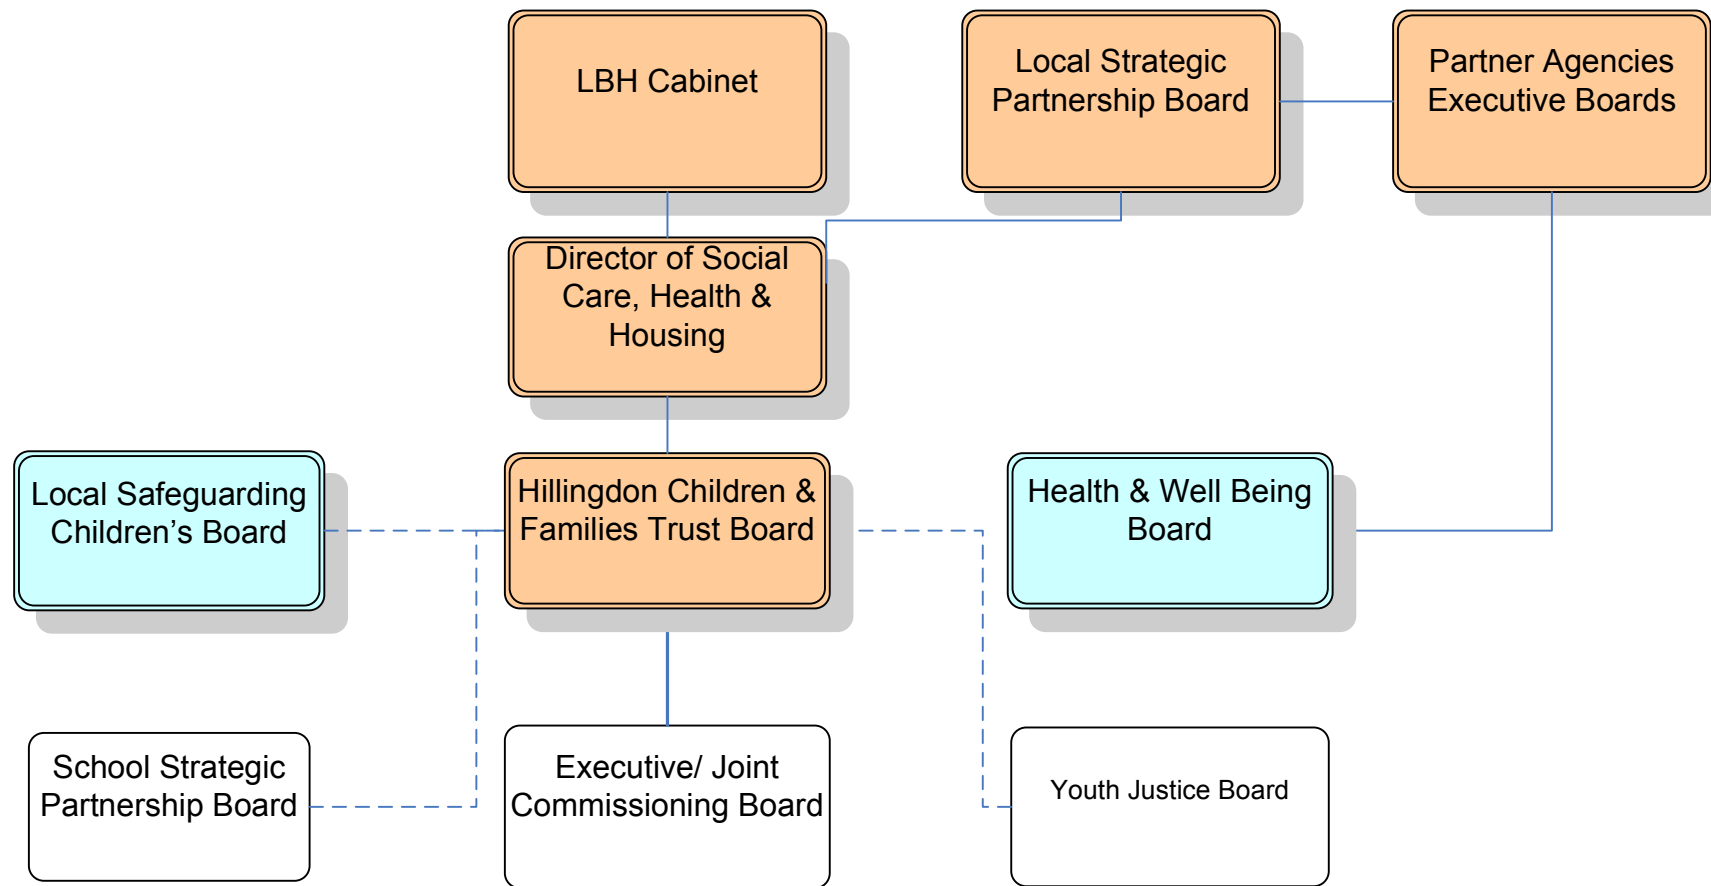 LBH Cabinet
Local Strategic
Partnership Board
Partner Agencies
Executive Boards
Director of Social
Care, Health &
Housing
Local Safeguarding
Children’s Board
Hillingdon Children &
Families Trust Board
Health & Well Being
Board
School Strategic
Partnership Board
Executive/ Joint
Commissioning Board
Youth Justice Board